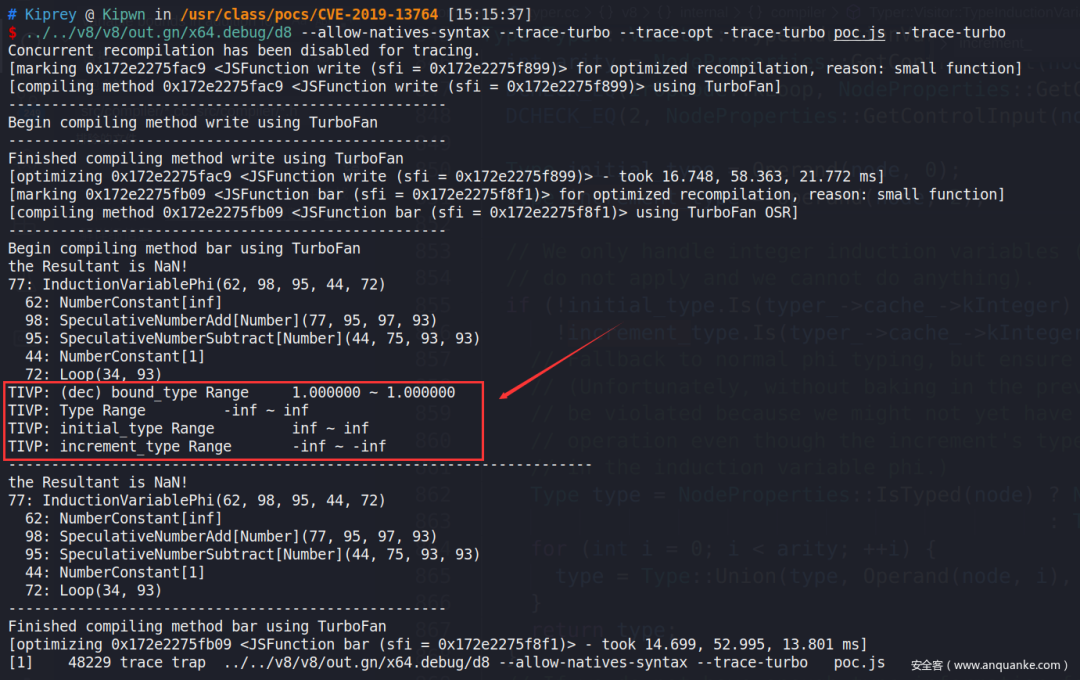 # Kiprey @ Kipwn in /usr/class/pocs/CVE-2019-13764 [15:15:37]
$ ../../v8/v8/out.gn/x64.debug/d8 --allow-natives-syntax --trace-turbo --trace-opt -trace-turbo poc.js --trace-turbo
Concurrent recompilation has been disabled for tracing.
[marking 0x172e2275fac9 <JSFunction write (sfi = 0x172e2275f899)> for optimized recompilation, reason: small function]
[compiling method 0x172e2275fac9 <JSFunction write (sfi = 0x172e2275f899)> using TurboFan]
---------------------------------------------------
Begin compiling method write using TurboFan
---------------------------------------------------
Finished compiling method write using TurboFan
[optimizing 0x172e2275fac9 <JSFunction write (sfi = 0x172e2275f899)> - took 16.748, 58.363, 21.772 ms]
[marking 0x172e2275fb09 <JSFunction bar (sfi = 0x172e2275f8f1)> for optimized recompilation, reason: small function]
[compiling method 0x172e2275fb09 <JSFunction bar (sfi = 0x172e2275f8f1)> using TurboFan OSR]
---------------------------------------------------
Begin compiling method bar using TurboFan
the Resultant is NaN!
77: InductionVariablePhi(62, 98, 95, 44, 72)
62: NumberConstant[inf]
98: SpeculativeNumberAdd[Number](77, 95, 97, 93)
95: SpeculativeNumberSubtract[Number](44, 75, 93, 93)
44: NumberConstant[1]
72: Loop(34, 93)
TIVP: (dec) bound_type Range 1.000000 ~ 1.000000
TIVP: Type Range -inf ~ inf
TIVP: initial_type Range inf ~ inf
TIVP: increment_type Range -inf ~ -inf
--------------------------------------------------------------------
the Resultant is NaN!
77: InductionVariablePhi(62, 98, 95, 44, 72)
62: NumberConstant[inf]
98: SpeculativeNumberAdd[Number](77, 95, 97, 93)
95: SpeculativeNumberSubtract[Number](44, 75, 93, 93)
44: NumberConstant[1]
72: Loop(34, 93)
---------------------------------------------------
Finished compiling method bar using TurboFan
[optimizing 0x172e2275fb09 <JSFunction bar (sfi = 0x172e2275f8f1)> - took 14.699, 52.995, 13.801 ms]
[1] 48229 trace trap ../../v8/v8/out.gn/x64.debug/d8 --allow-natives-syntax --trace-turbo poc.js
安全客（www.anquanke.com）